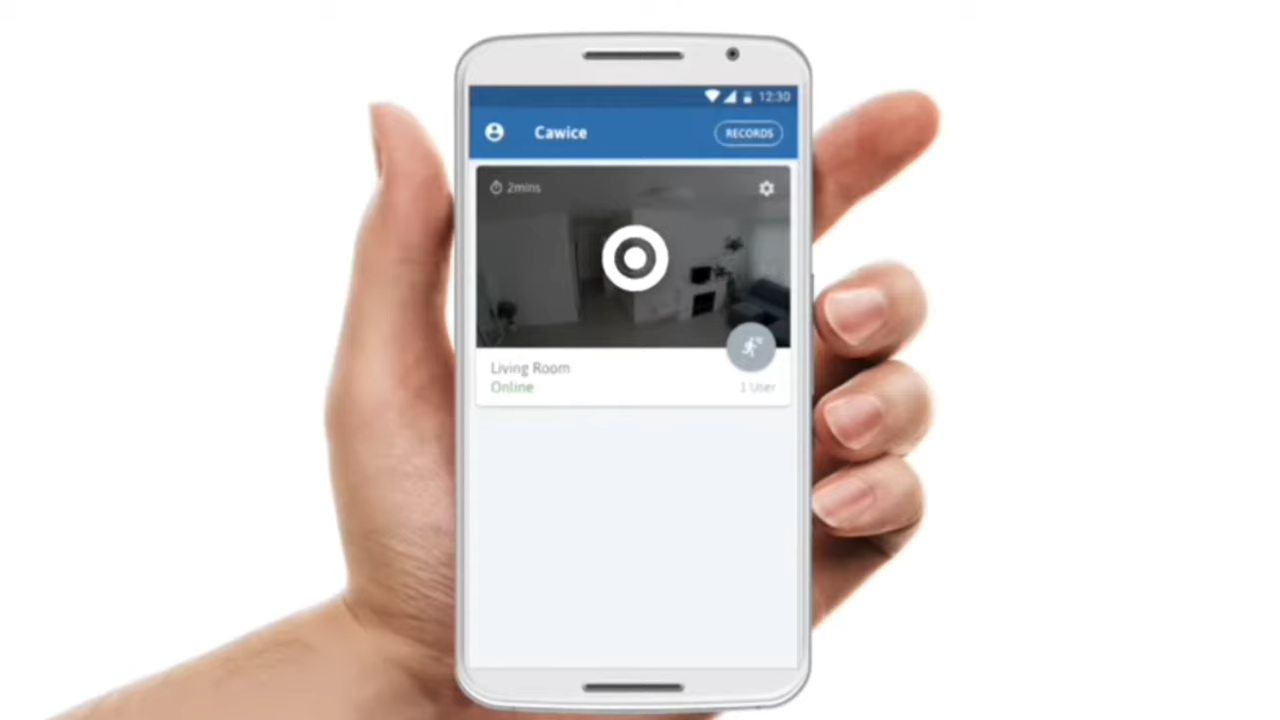 12:30
Cawice
RECORDS
2mins
Living Room
Online
1 User